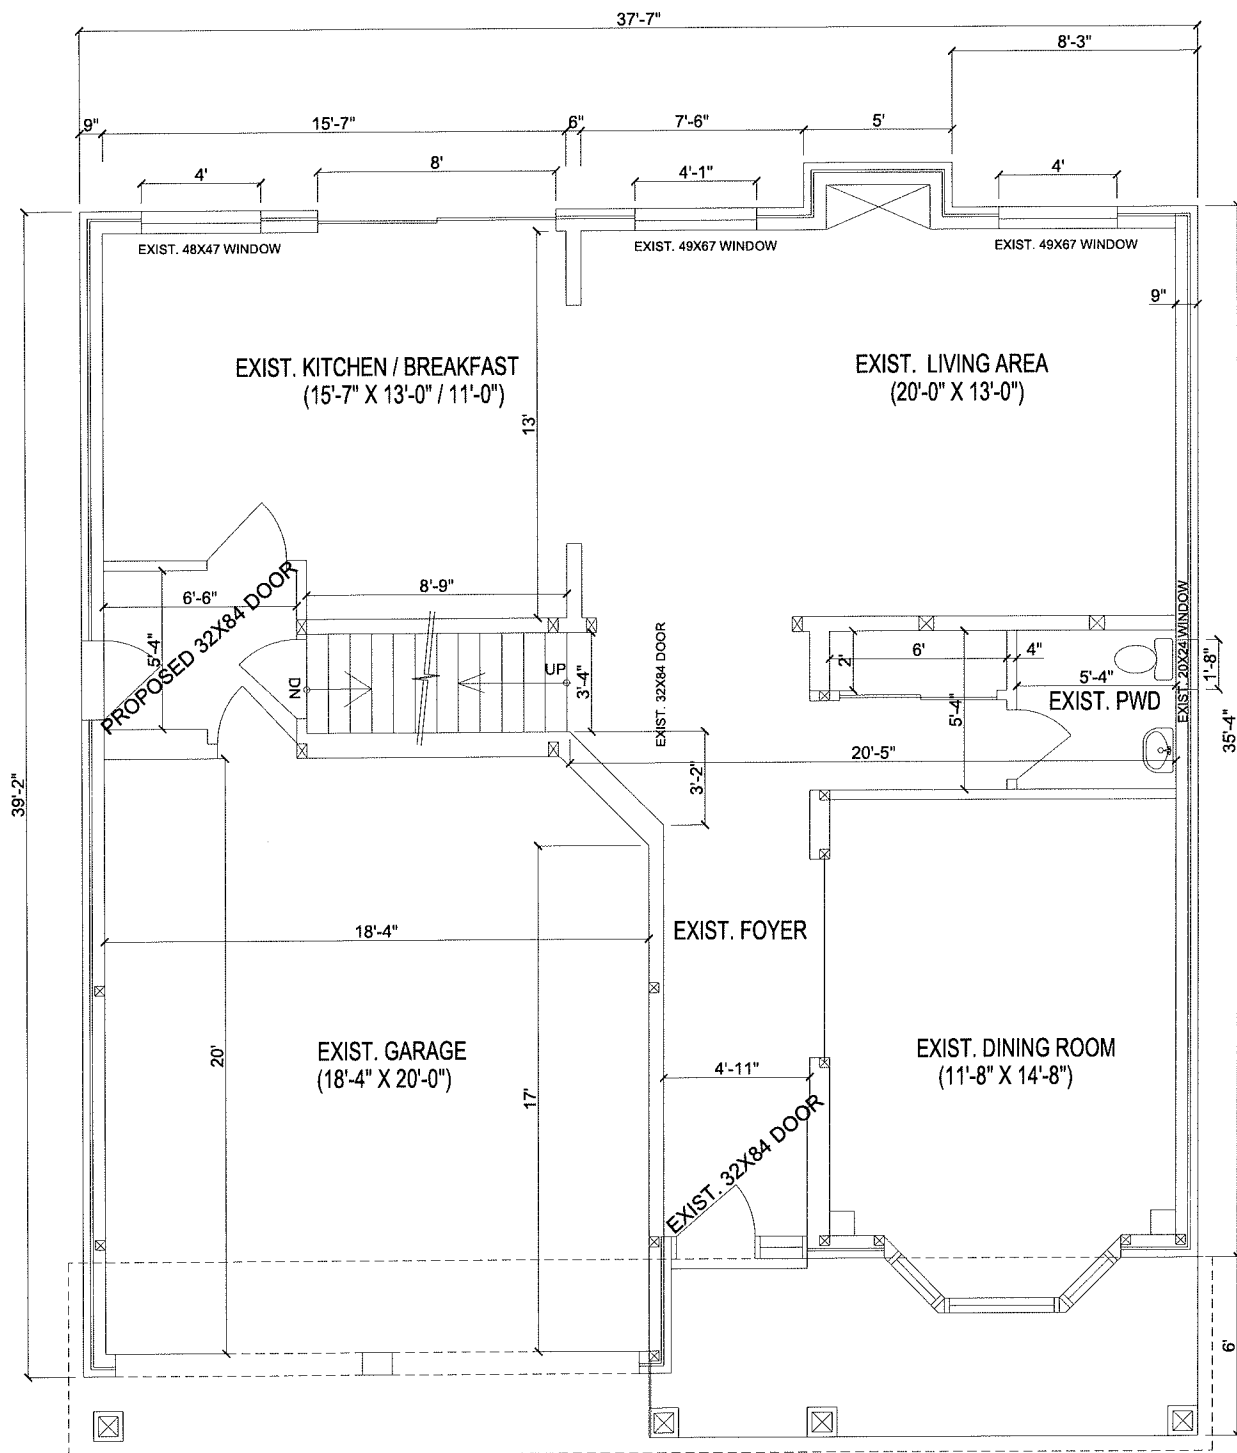 37'-7"
8'-3"
9"
15'-7"
6"
7'-6"
5'
4'
8'
4'-1"
4'
EXIST. 48X47 WINDOW
EXIST. 49X67 WINDOW
EXIST. 49X67 WINDOW
9"
EXIST. KITCHEN / BREAKFAST
(15'-7" X 13'-0" / 11'-0")
EXIST. LIVING AREA
(20'-0" X 13'-0")
13'
6'-6"
8'-9"
PROPOSED 32X84 DOOR
5'-4"
DN
UP
3'-4"
EXIST. 32X84 DOOR
2'
6'
4"
5'-4"
5'-4"
EXIST. PWD
EXIST. 20X24 WINDOW
1'-8"
35'-4"
20'-5"
3'-2"
39'-2"
EXIST. FOYER
18'-4"
20'
EXIST. GARAGE
(18'-4" X 20'-0")
17'
EXIST. DINING ROOM
(11'-8" X 14'-8")
4'-11"
EXIST. 32X84 DOOR
6'